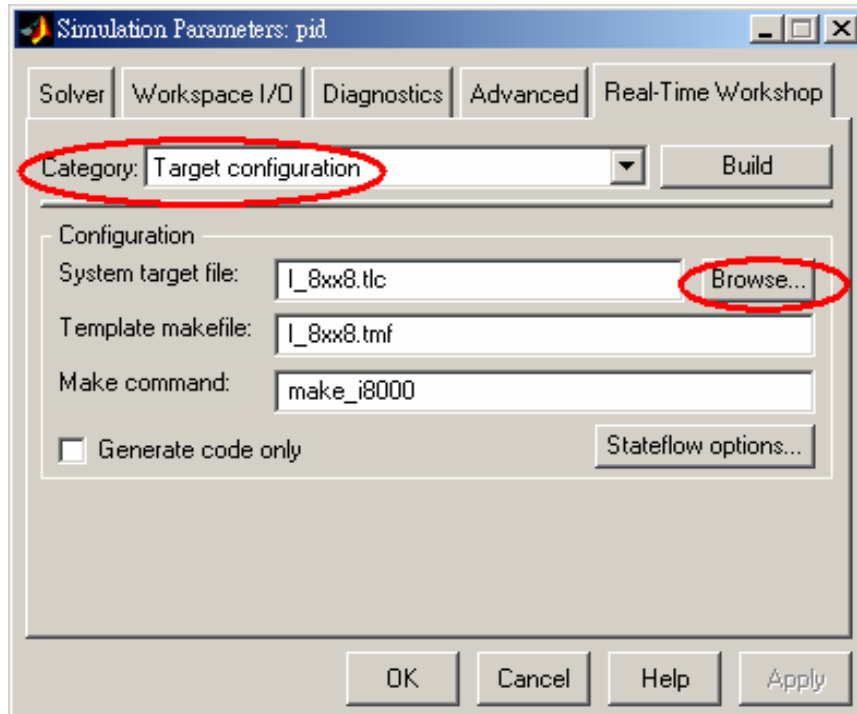 Simulation Parameters: pid
Solver Workspace I/O Diagnostics Advanced Real-Time Workshop
Category: Target configuration Build
Configuration
System target file: I_8xx8.tlc Browse...
Template makefile: I_8xx8.tmf
Make command: make_i8000
Generate code only Stateflow options...
OK Cancel Help Apply